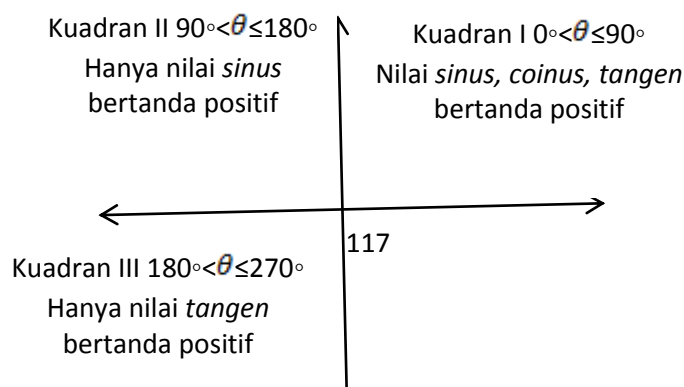 Kuadran II 90◦<θ≤180◦
Hanya nilai sinus
bertanda positif
Kuadran I 0◦<θ≤90◦
Nilai sinus, coinus, tangen
bertanda positif
117
Kuadran III 180◦<θ≤270◦
Hanya nilai tangen
bertanda positif